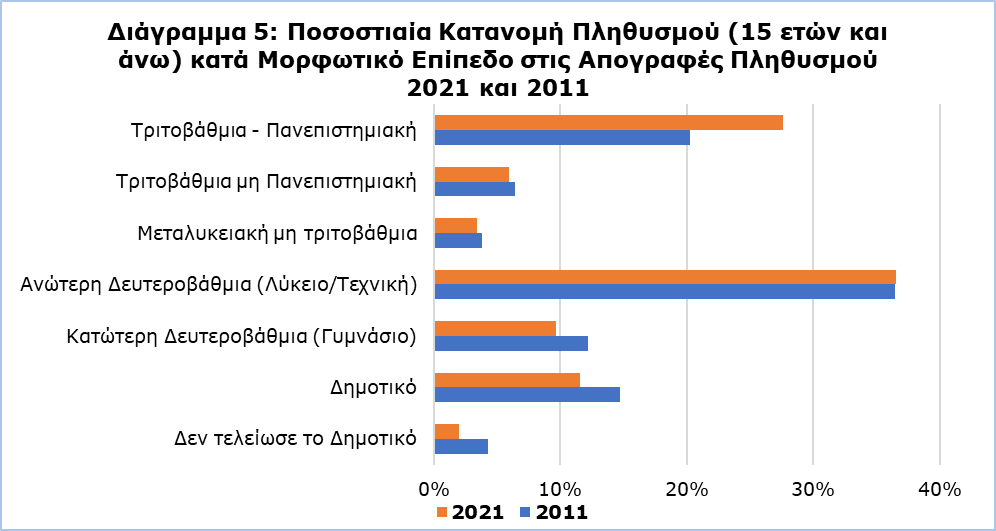 Διάγραμμα 5: Ποσοστιαία Κατανομή Πληθυσμού (15 ετών και
άνω) κατά Μορφωτικό Επίπεδο στις Απογραφές Πληθυσμού
2021 και 2011
Τριτοβάθμια - Πανεπιστημιακή
Τριτοβάθμια μη Πανεπιστημιακή
Μεταλυκειακή μη τριτοβάθμια
Ανώτερη Δευτεροβάθμια (Λύκειο/Τεχνική)
Κατώτερη Δευτεροβάθμια (Γυμνάσιο)
Δημοτικό
Δεν τελείωσε το Δημοτικό
0% 10% 20% 30% 40%
2021 2011